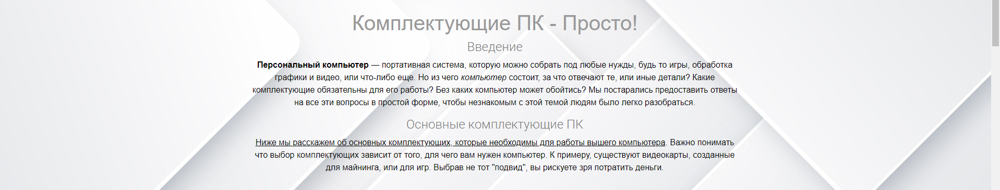 Комплектующие ПК - Просто!
Введение
Персональный компьютер — портативная система, которую можно собрать под любые нужды, будь то игры, обработка
графики и видео, или что-либо еще. Но из чего компьютер состоит, за что отвечают те, или иные детали? Какие
комплектующие обязательны для его работы? Без каких компьютер может обойтись? Мы постарались предоставить ответы
на все эти вопросы в простой форме, чтобы незнакомым с этой темой людям было легко разобраться.
Основные комплектующие ПК
Ниже мы расскажем об основных комплектующих, которые необходимы для работы вышего компьютера. Важно понимать
что выбор комплектующих зависит от того, для чего вам нужен компьютер. К примеру, существуют видеокарты, созданные
для майнинга, или для игр. Выбрав не тот "подвид", вы рискуете зря потратить деньги.